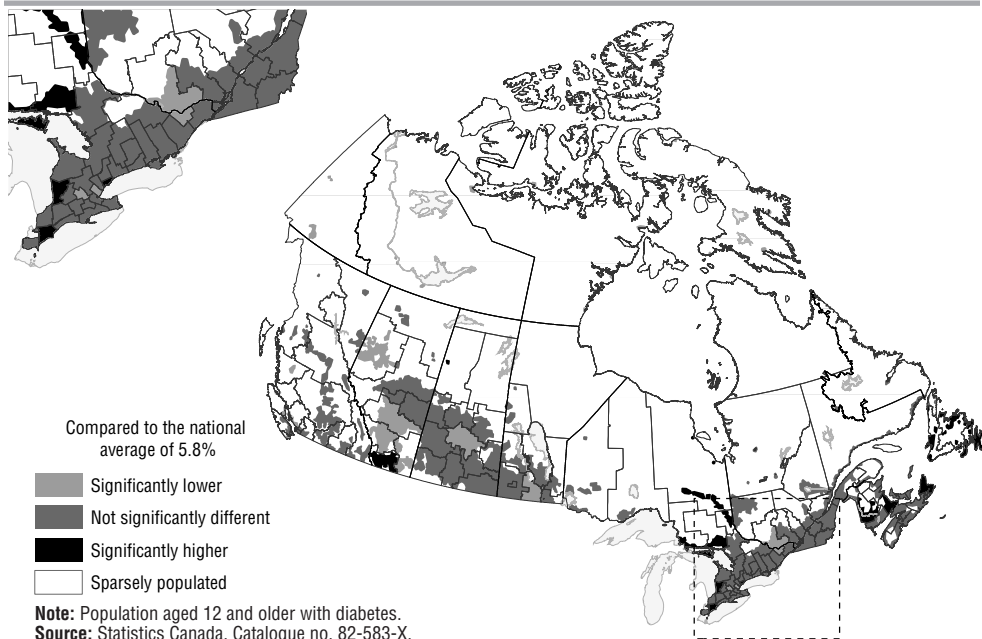 Compared to the national
average of 5.8%
Significantly lower
Not significantly different
Significantly higher
Sparsely populated
Note: Population aged 12 and older with diabetes.
Source: Statistics Canada, Catalogue no. 82-583-X.